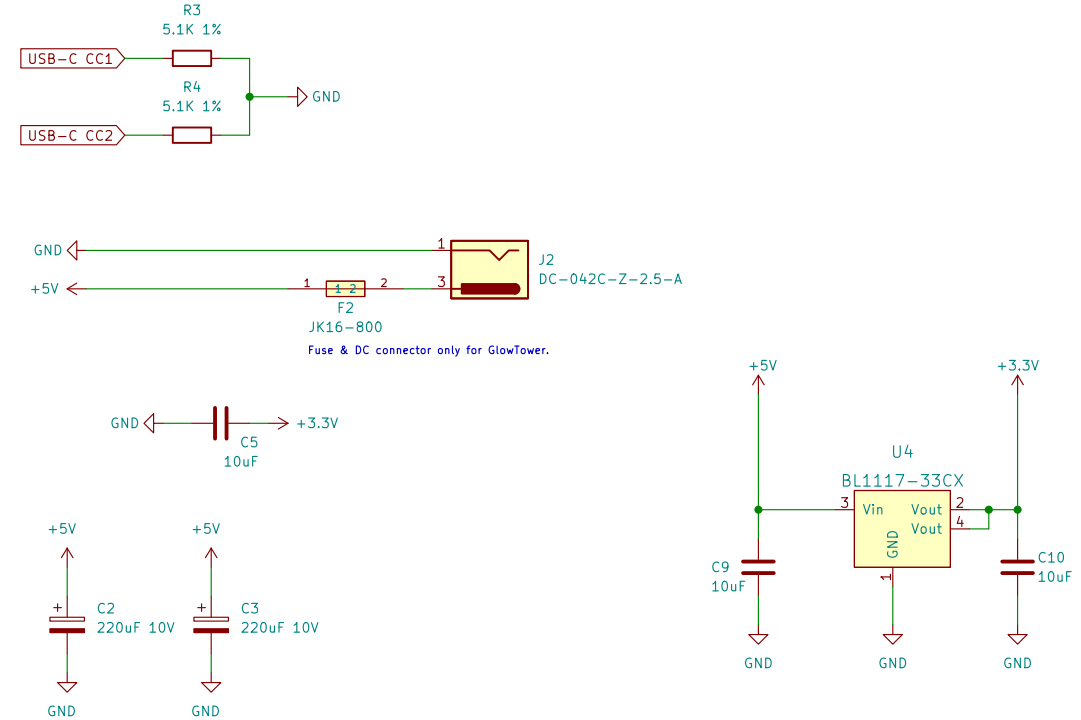 R3
5.1K 1%
USB-C CC1
R4
5.1K 1%
GND
USB-C CC2
GND
1
J2
DC-042C-Z-2.5-A
+5V
1
1 2
2
3
F2
JK16-800
Fuse & DC connector only for GlowTower.
GND
+3.3V
C5
10uF
+5V
+3.3V
U4
BL1117-33CX
3
Vin
Vout
2
Vout
4
GND
1
C9
10uF
C10
10uF
GND
GND
GND
+5V
+5V
+
C2
220uF 10V
+
C3
220uF 10V
GND
GND